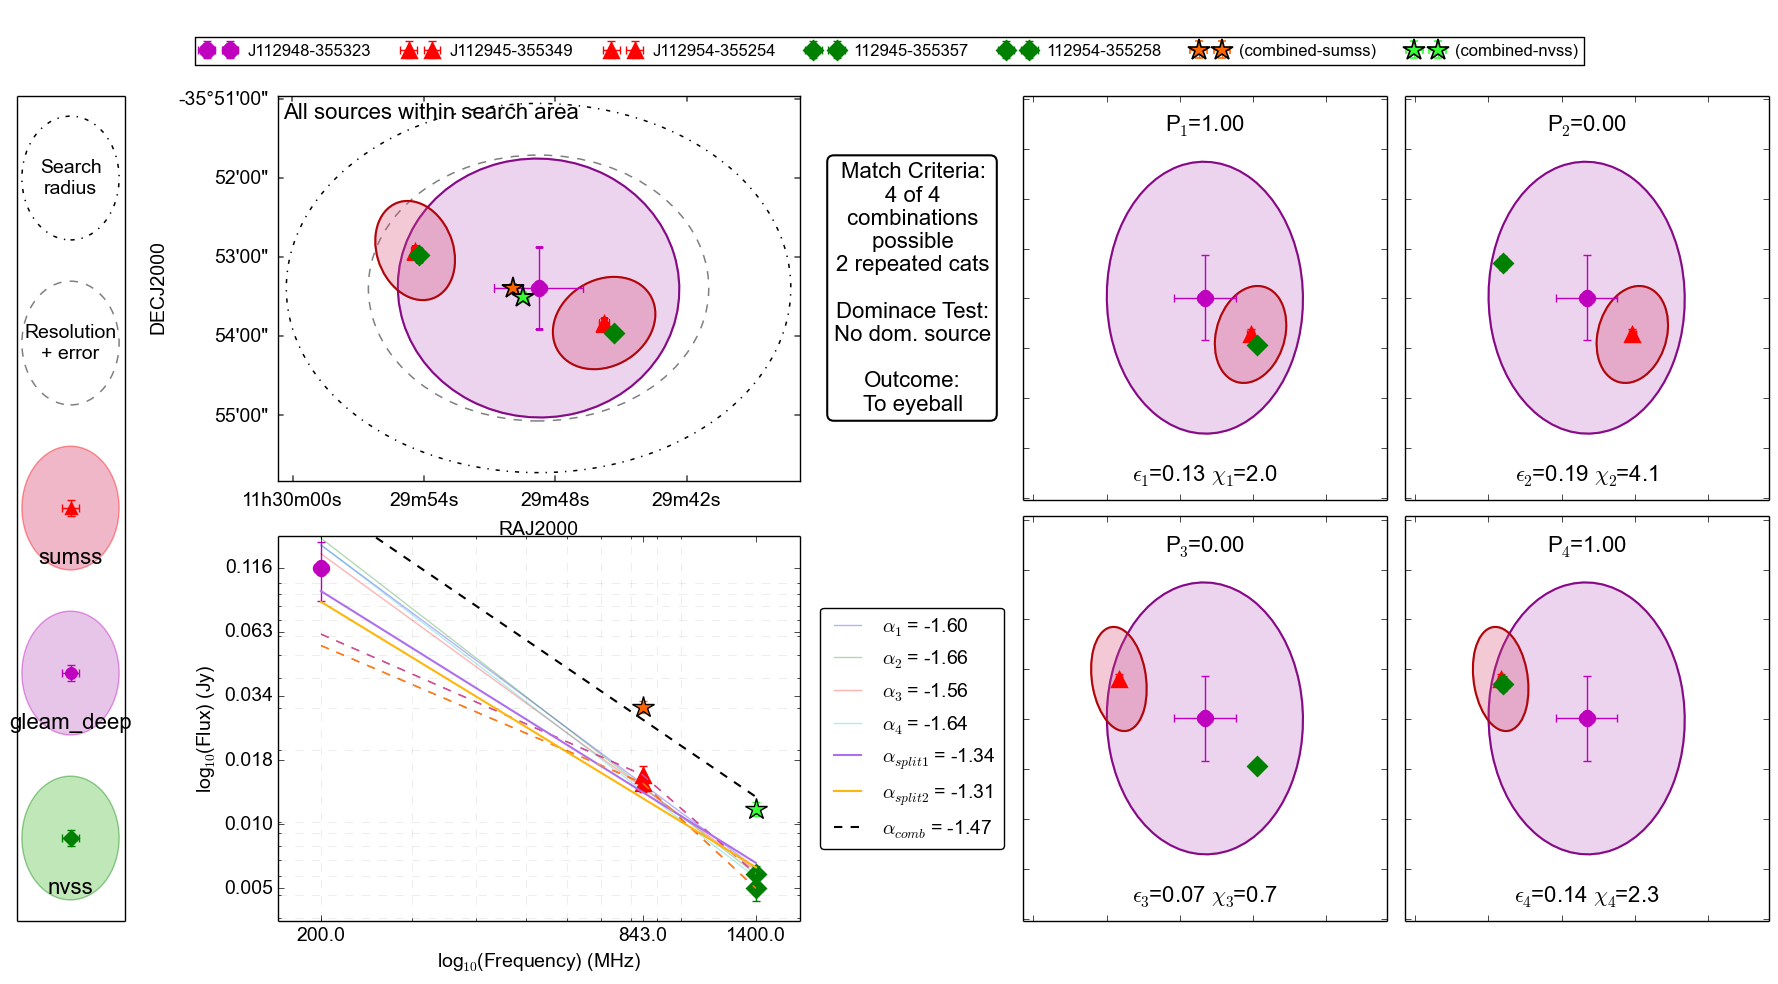 J112948-355323 J112945-355349 J112954-355254 112945-355357 112954-355258 (combined-sumss) (combined-nvss)
Search
radius
Resolution
+ error
sumss
gleam_deep
nvss
All sources within search area
-35°51'00"
52'00"
53'00"
54'00"
55'00"
DECJ2000
11h30m00s 29m54s 29m48s 29m42s
RAJ2000
Match Criteria:
4 of 4
combinations
possible
2 repeated cats
Dominace Test:
No dom. source
Outcome:
To eyeball
P1=1.00
ϵ1=0.13 χ1=2.0
P2=0.00
ϵ2=0.19 χ2=4.1
P3=0.00
ϵ3=0.07 χ3=0.7
P4=1.00
ϵ4=0.14 χ4=2.3
0.116
0.063
0.034
0.018
0.010
0.005
log10(Flux) (Jy)
200.0 843.0 1400.0
log10(Frequency) (MHz)
α1 = -1.60
α2 = -1.66
α3 = -1.56
α4 = -1.64
αsplit1 = -1.34
αsplit2 = -1.31
αcomb = -1.47